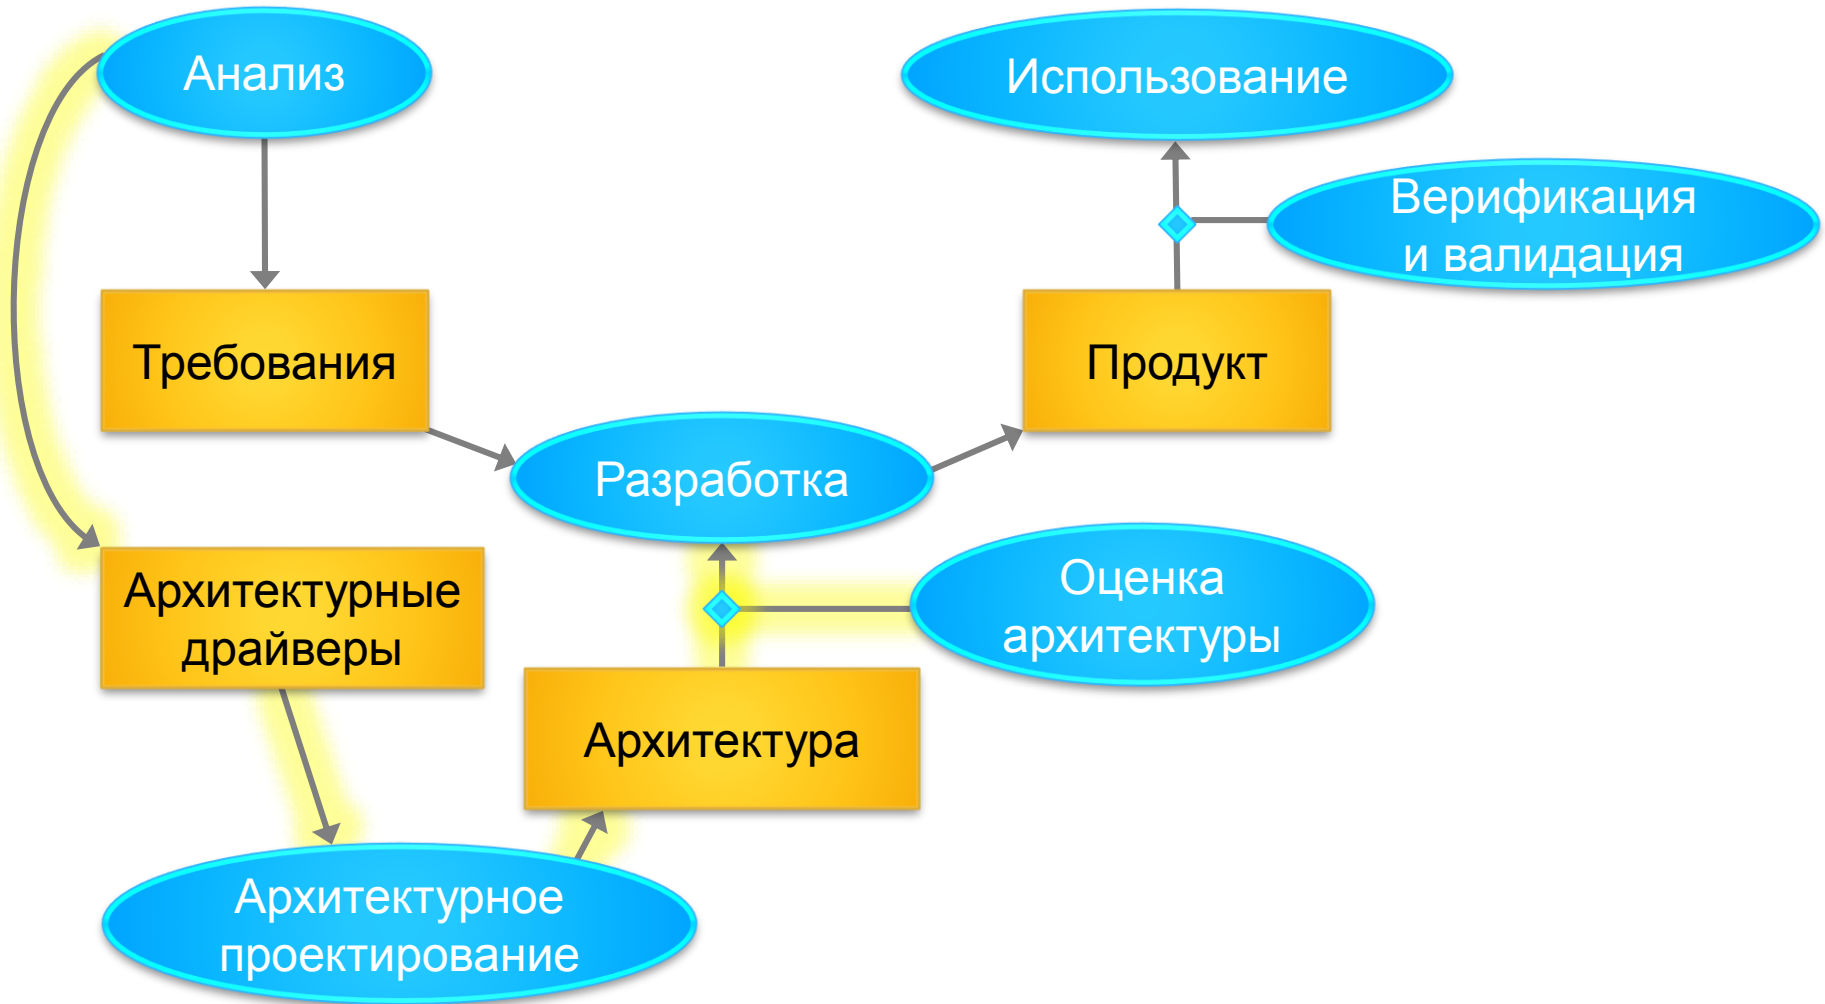 Анализ
Использование
Верификация
и валидация
Требования
Продукт
Разработка
Архитектурные
драйверы
Оценка
архитектуры
Архитектура
Архитектурное
проектирование